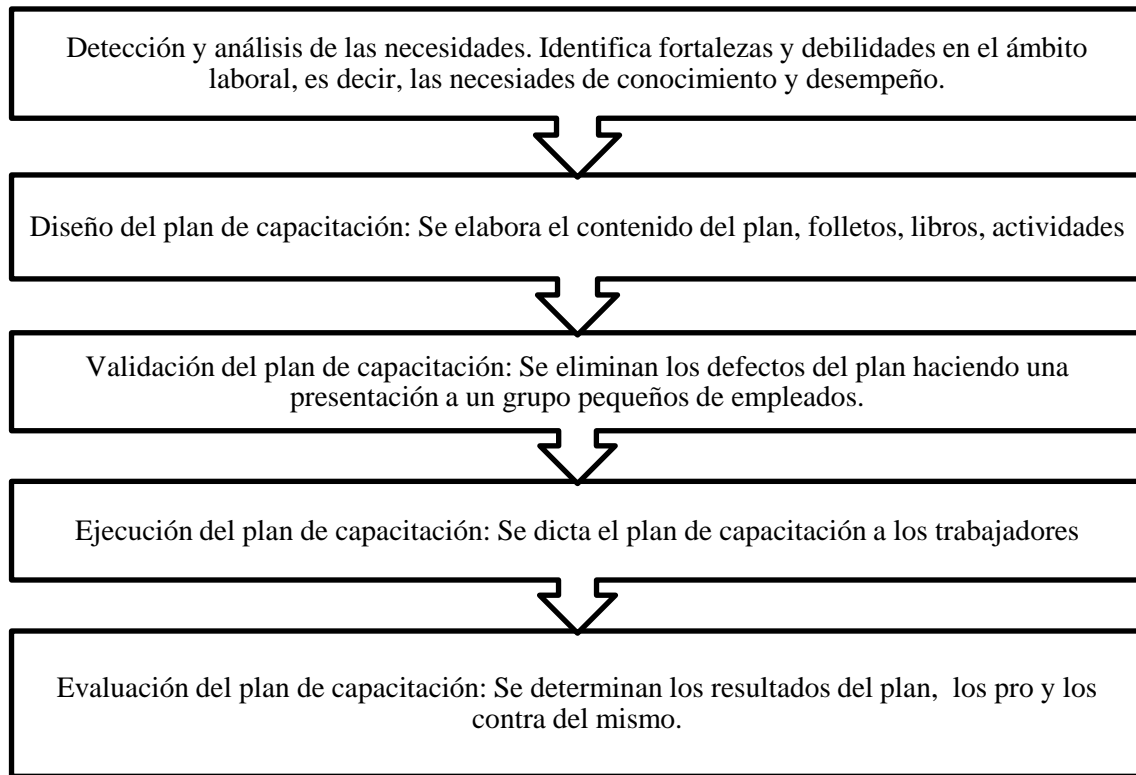 Detección y análisis de las necesidades. Identifica fortalezas y debilidades en el ámbito
laboral, es decir, las necesiades de conocimiento y desempeño.
Diseño del plan de capacitación: Se elabora el contenido del plan, folletos, libros, actividades
Validación del plan de capacitación: Se eliminan los defectos del plan haciendo una
presentación a un grupo pequeños de empleados.
Ejecución del plan de capacitación: Se dicta el plan de capacitación a los trabajadores
Evaluación del plan de capacitación: Se determinan los resultados del plan, los pro y los
contra del mismo.